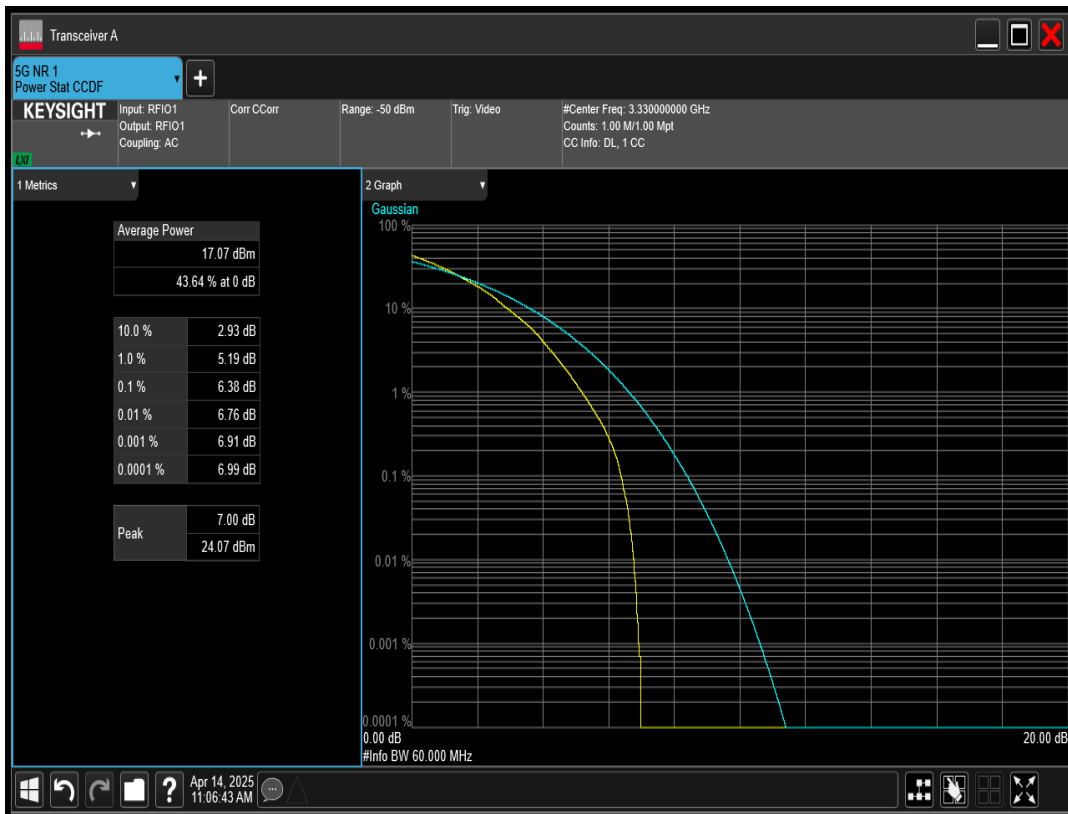 Transceiver A
5G NR 1
Power Stat CCDF
+
KEYSIGHT
LXI
Input: RFIO1
Output: RFIO1
Coupling: AC
Corr CCorr
Range: -50 dBm
Trig: Video
#Center Freq: 3.330000000 GHz
Counts: 1.00 M/1.00 Mpt
CC Info: DL, 1 CC
1 Metrics
Average Power
17.07 dBm
43.64 % at 0 dB
10.0 % 2.93 dB
1.0 % 5.19 dB
0.1 % 6.38 dB
0.01 % 6.76 dB
0.001 % 6.91 dB
0.0001 % 6.99 dB
Peak
7.00 dB
24.07 dBm
2 Graph
Gaussian
100 %
10 %
1 %
0.1 %
0.01 %
0.001 %
0.0001 %
0.00 dB 20.00 dB
#Info BW 60.000 MHz
?
Apr 14, 2025
11:06:43 AM